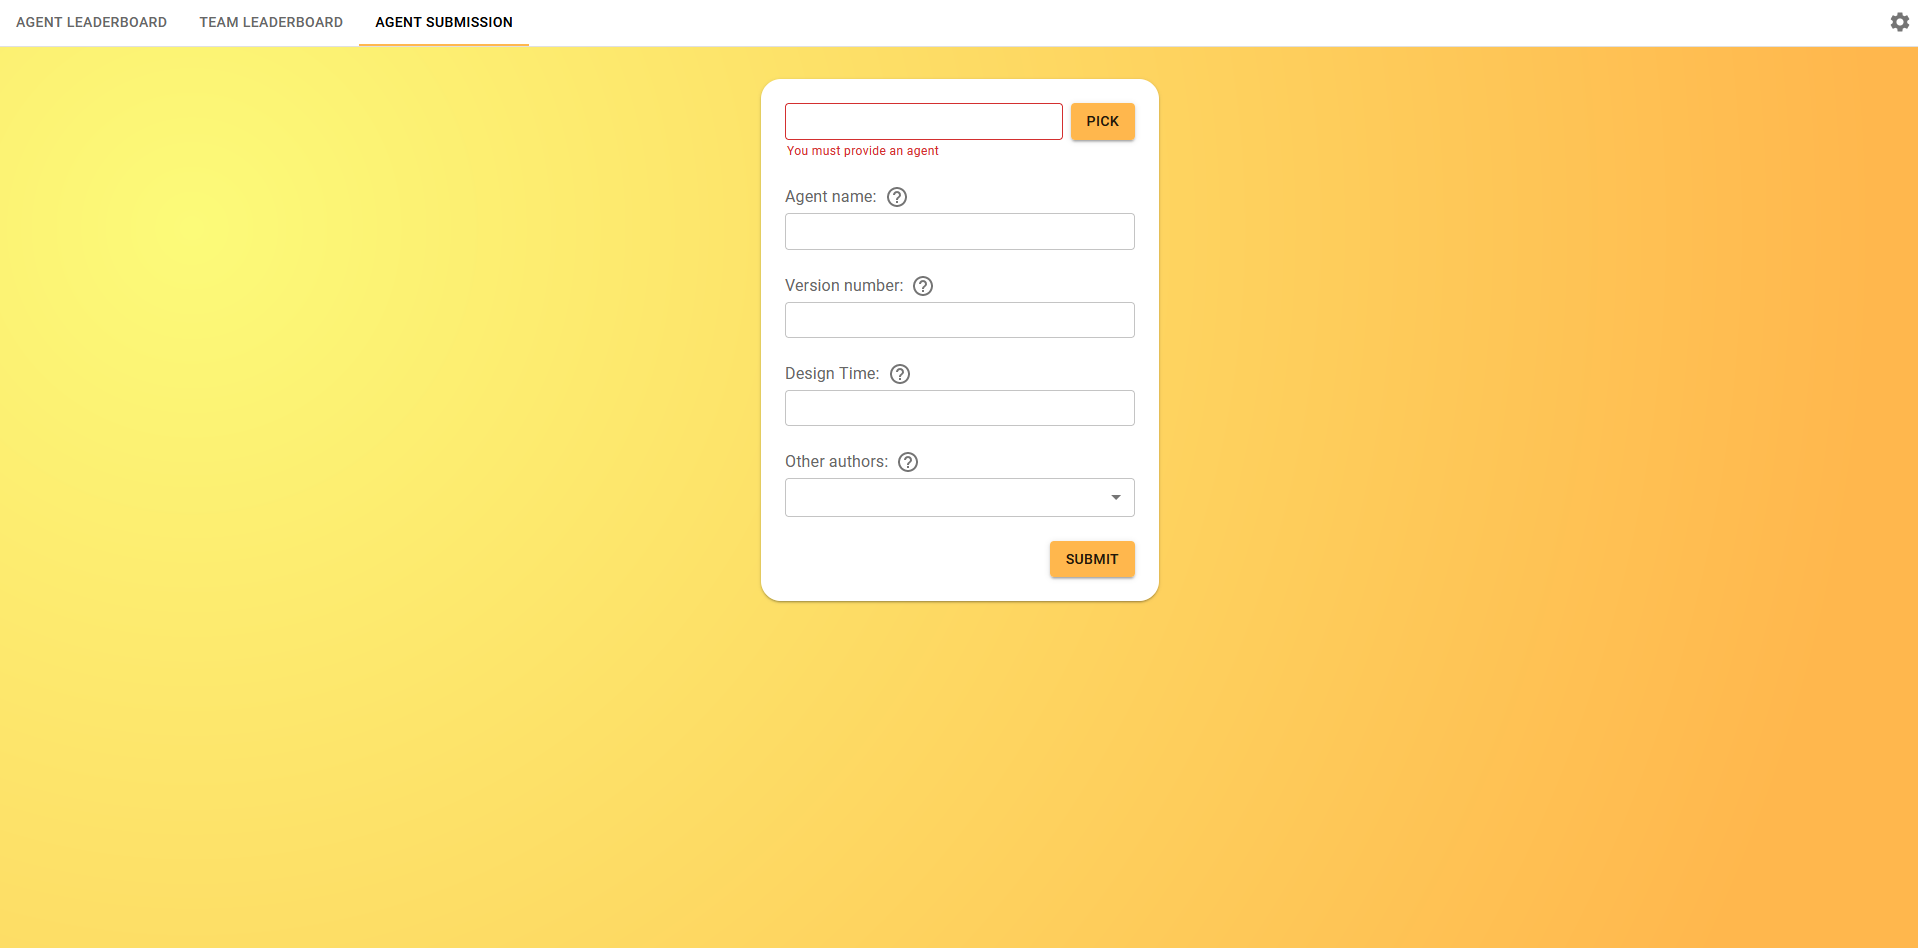 AGENT LEADERBOARD TEAM LEADERBOARD AGENT SUBMISSION
PICK
You must provide an agent
Agent name:
Version number:
Design Time:
Other authors:
SUBMIT